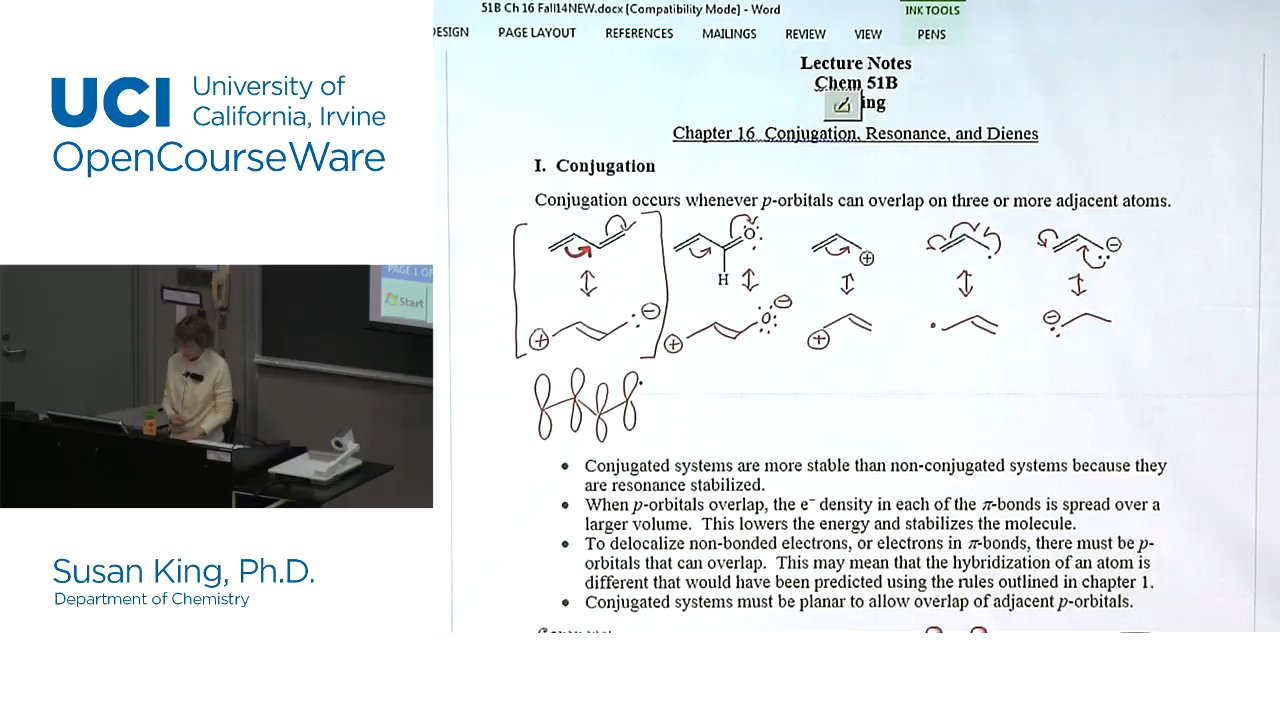 51B Ch 16 Fall14NEW.docx [Compatibility Mode] - Word
INK TOOLS
DESIGN PAGE LAYOUT REFERENCES MAILINGS REVIEW VIEW PENS
UCI University of California, Irvine
OpenCourseWare
Lecture Notes
Chem 51B
ing
Chapter 16 Conjugation, Resonance, and Dienes
I. Conjugation
Conjugation occurs whenever p-orbitals can overlap on three or more adjacent atoms.
O
H
O
PAGE 1 O
Start
• Conjugated systems are more stable than non-conjugated systems because they
are resonance stabilized.
• When p-orbitals overlap, the e⁻ density in each of the π-bonds is spread over a
larger volume. This lowers the energy and stabilizes the molecule.
• To delocalize non-bonded electrons, or electrons in π-bonds, there must be p-
orbitals that can overlap. This may mean that the hybridization of an atom is
different that would have been predicted using the rules outlined in chapter 1.
• Conjugated systems must be planar to allow overlap of adjacent p-orbitals.
Susan King, Ph.D.
Department of Chemistry